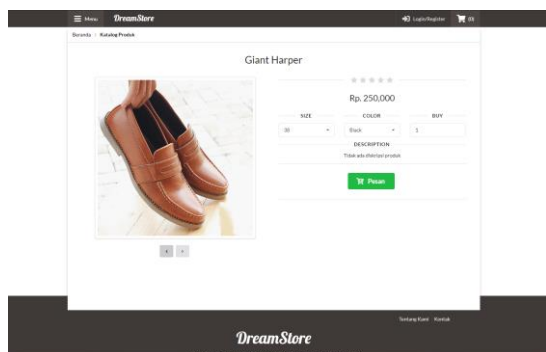 Menu DreamStore Login/Register (0)
Beranda / Katalog Produk
Giant Harper
Rp. 250,000
SIZE COLOR BUY
38 Black 1
DESCRIPTION
Tidak ada diskripsi produk
Pesan
Tentang Kami Kontak
DreamStore